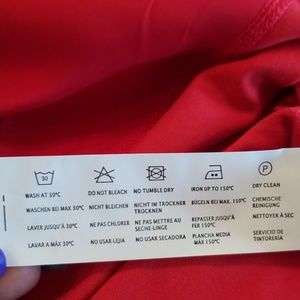 30
P
WASH AT 30°C DO NOT BLEACH NO TUMBLE DRY IRON UP TO 150°C DRY CLEAN
WASCHEN BEI MAX 30°C NICHT BLEICHEN NICHT IM TROCKNER TROCKNEN BÜGELN BEI MAX. 150°C CHEMISCHE REINIGUNG
LAVER JUSQU'À 30°C NE PAS CHLORER NE PAS METTRE AU SECHE-LINGE REPASSER JUSQU'À FER 150°C NETTOYER À SEC
LAVAR A MÁX 30°C NO USAR LEJIA NO USAR SECADORA PLANCHA MEDIA MÁX 150°C SERVICIO DE TINTORERÍA